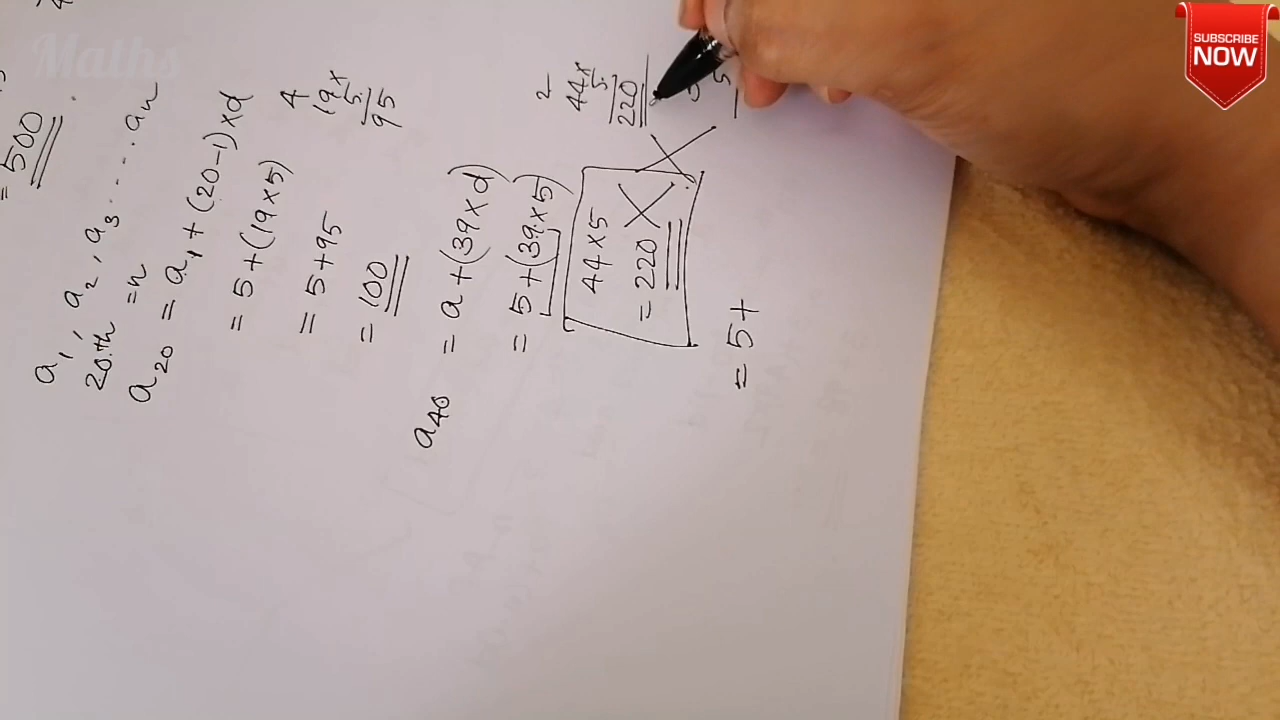 Maths
SUBSCRIBE
NOW
= 500
a1, a2, a3 .... an
20th = n
a20 = a1 + (20-1) × d
= 5 + (19 × 5)
= 5 + 95
= 100
4
19 ×
5
95
a40 = a + (39 × d)
= 5 + (39 × 5)
44 × 5
= 220
2
44 ×
5
220
= 5 +
5